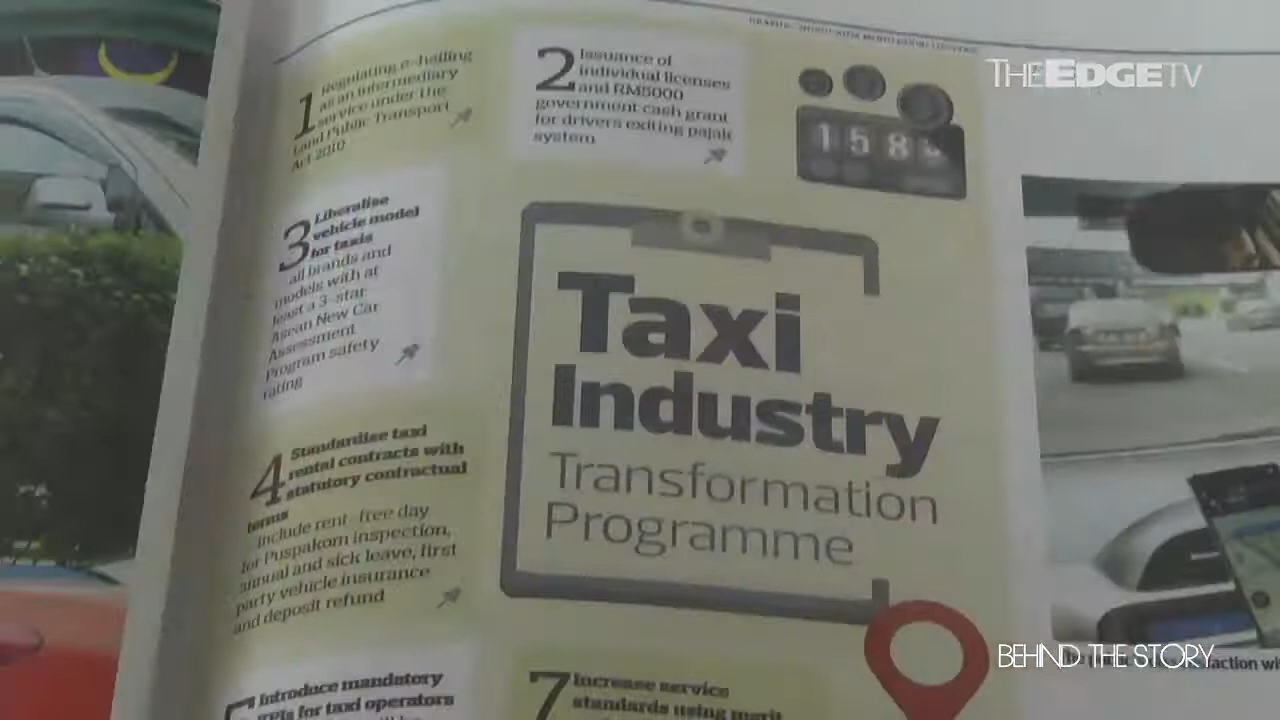 THEEDGETV
1 Regulating e-hailing
as an intermediary
service under the
Land Public Transport
Act 2010
2 Issuance of
individual licenses
and RM5000
government cash grant
for drivers exiting pajak
system
158
3 Liberalise
vehicle model
for taxis
all brands and
models with at
least a 3-star
Asean New Car
Assessment
Program safety
rating
Taxi
Industry
Transformation
Programme
4 Standardise taxi
rental contracts with
statutory contractual
terms
include rent-free day
for Puspakom inspection,
annual and sick leave, first
party vehicle insurance
and deposit refund
5 Introduce mandatory
for taxi operators
7 Increase service
standards using merit
BEHIND THE STORY